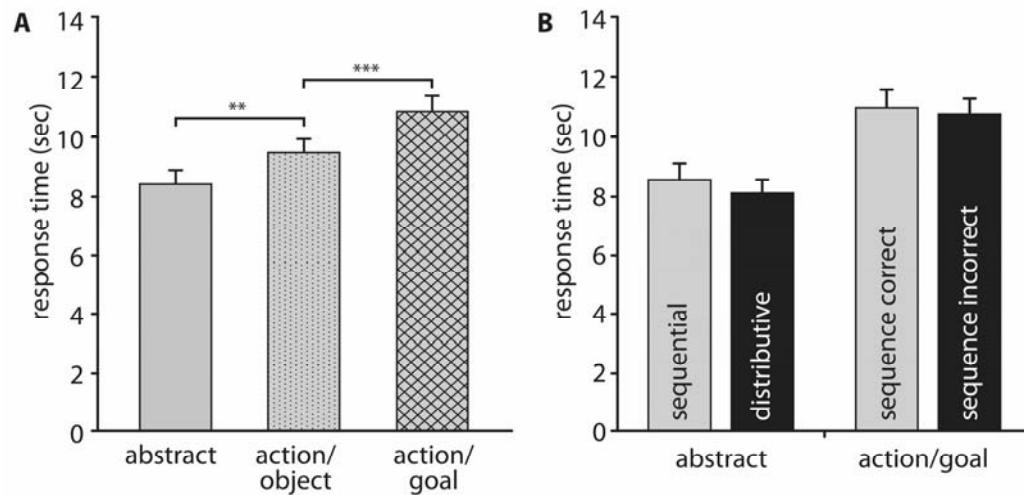 A
response time (sec)
14
12
10
8
6
4
2
0
**
***
abstract
action/
object
action/
goal
B
response time (sec)
14
12
10
8
6
4
2
0
sequential
distributive
sequence correct
sequence incorrect
abstract
action/goal